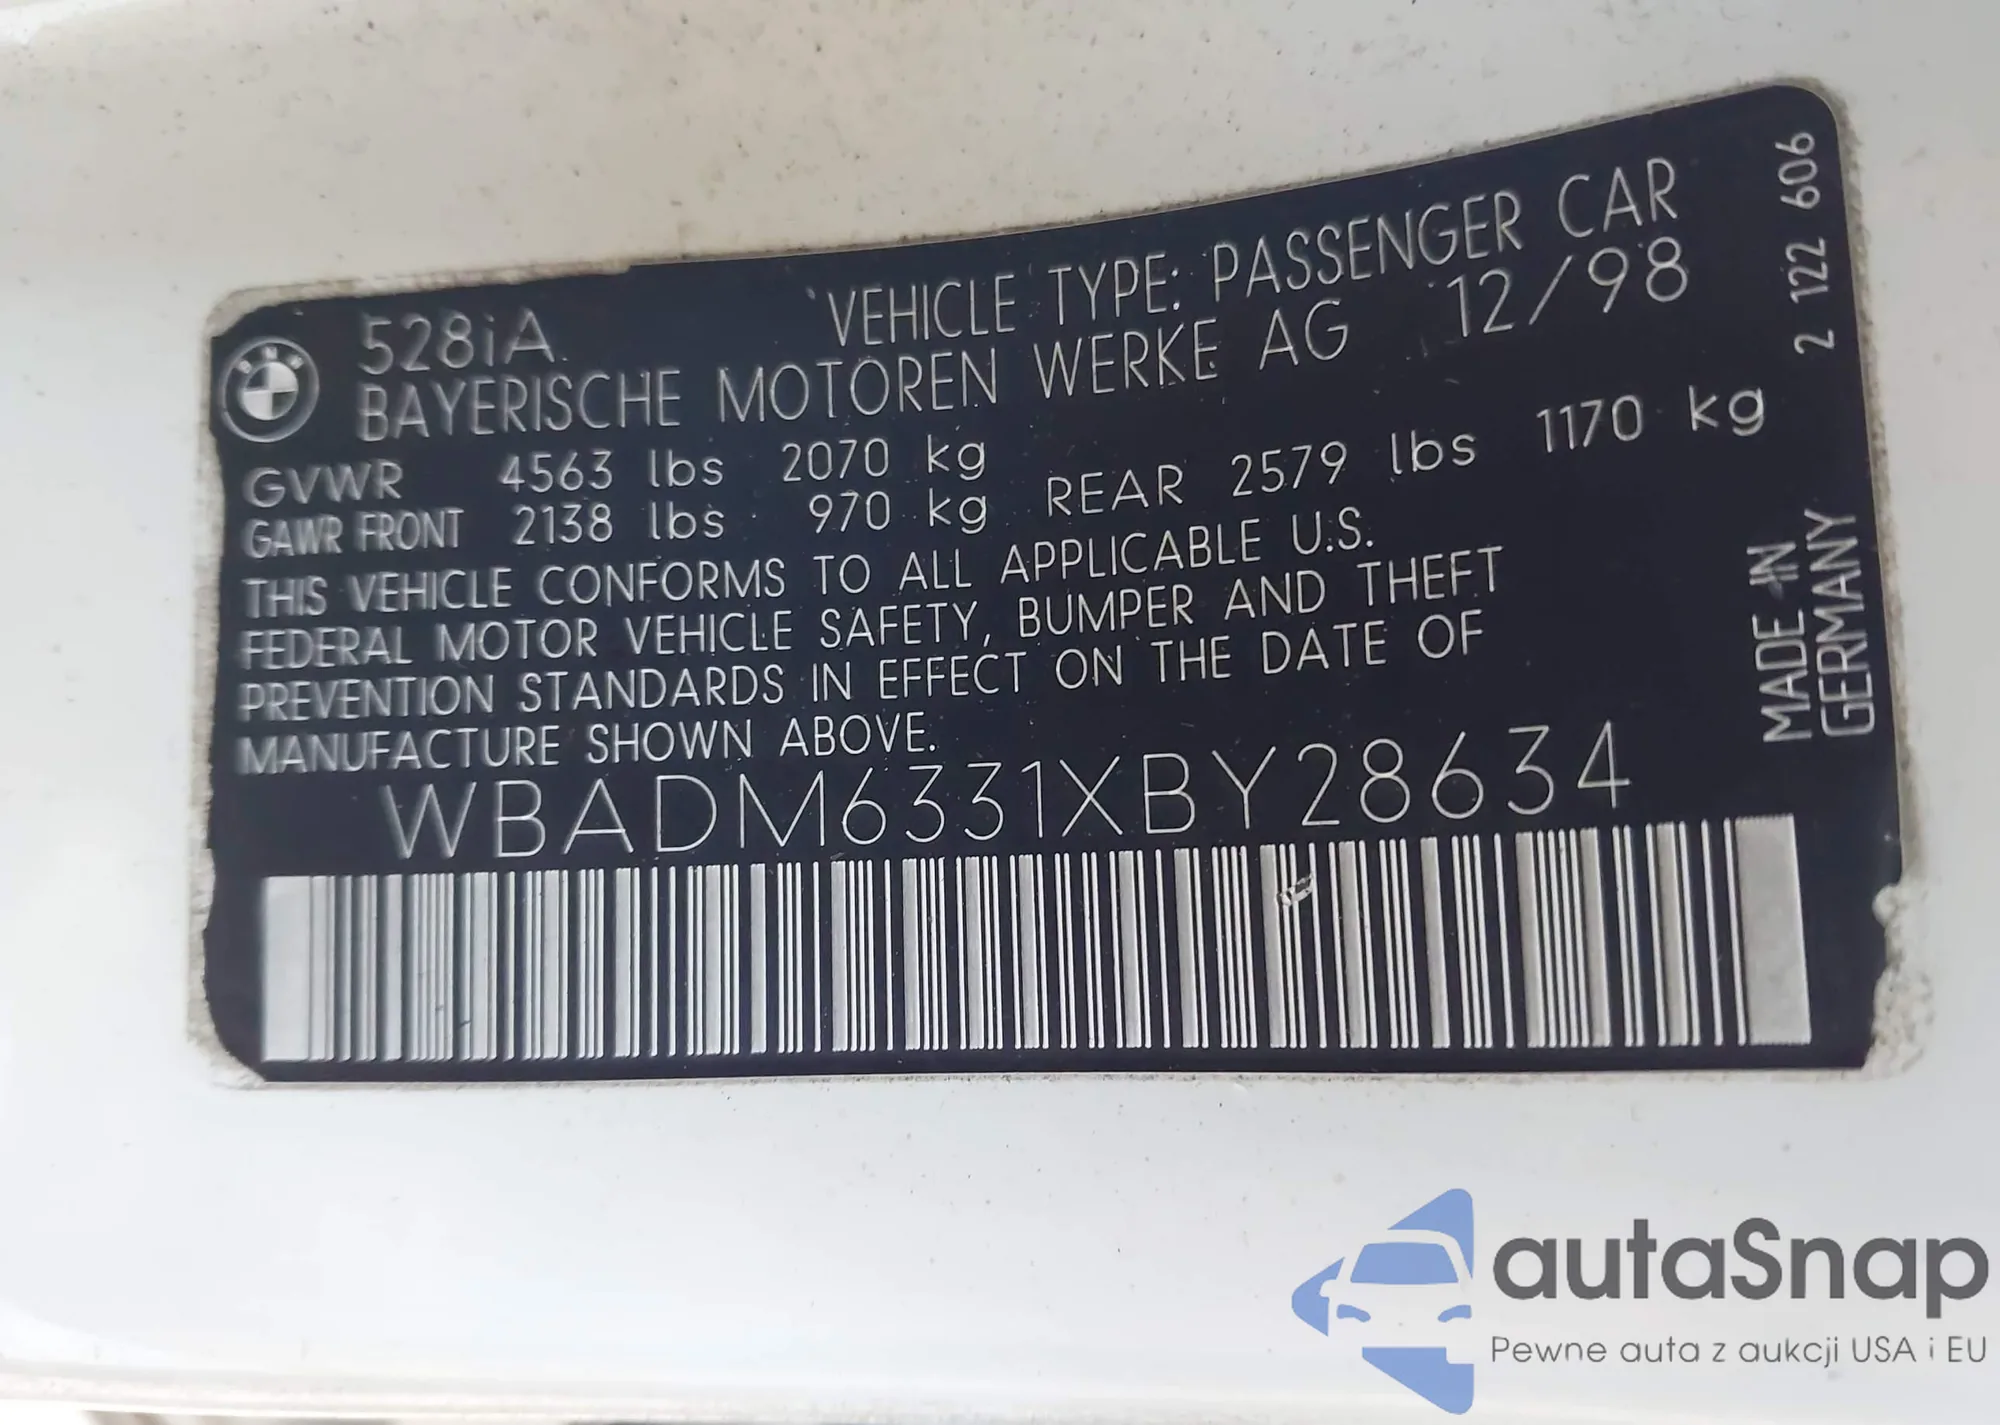 BMW
528iA
VEHICLE TYPE: PASSENGER CAR
BAYERISCHE MOTOREN WERKE AG 12/98
GVWR 4563 lbs 2070 kg
GAWR FRONT 2138 lbs 970 kg REAR 2579 lbs 1170 kg
THIS VEHICLE CONFORMS TO ALL APPLICABLE U.S.
FEDERAL MOTOR VEHICLE SAFETY, BUMPER AND THEFT
PREVENTION STANDARDS IN EFFECT ON THE DATE OF
MANUFACTURE SHOWN ABOVE.
WBADM6331XBY28634
2 122 606
MADE IN
GERMANY
autaSnap
Pewne auta z aukcji USA i EU